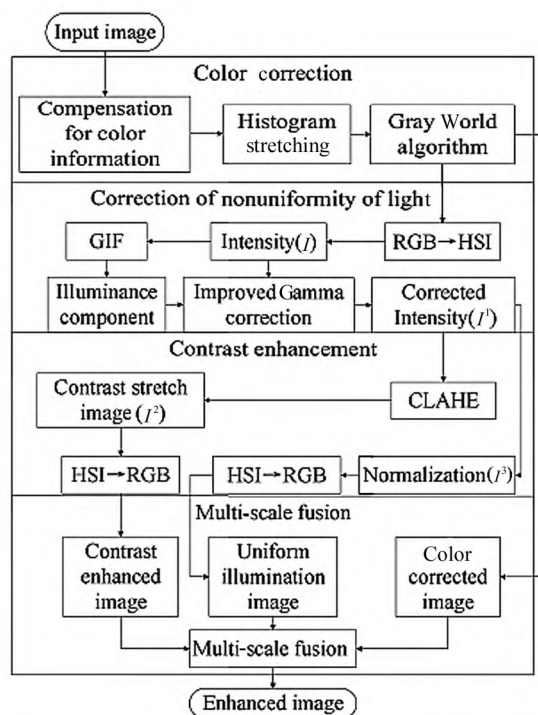 Input image
Color correction
Compensation
for color
information
Histogram
stretching
Gray World
algorithm
Correction of nonuniformity of light
GIF
Intensity(I)
RGB→HSI
Illuminance
component
Improved Gamma
correction
Corrected
Intensity(I¹)
Contrast enhancement
Contrast stretch
image (I²)
CLAHE
HSI→RGB
HSI→RGB
Normalization(I³)
Multi-scale fusion
Contrast
enhanced
image
Uniform
illumination
image
Color
corrected
image
Multi-scale fusion
Enhanced image